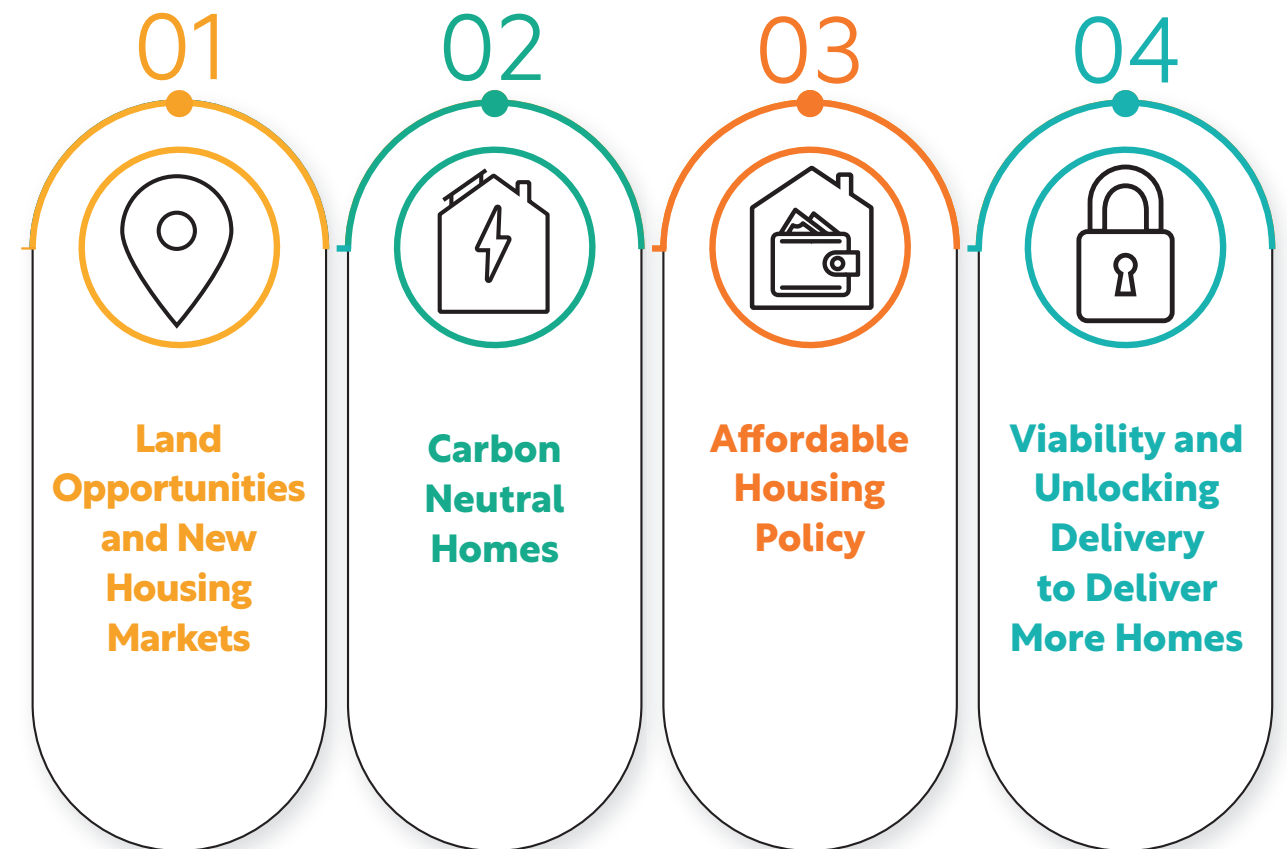 01
Land
Opportunities
and New
Housing
Markets
02
Carbon
Neutral
Homes
03
Affordable
Housing
Policy
04
Viability and
Unlocking
Delivery
to Deliver
More Homes